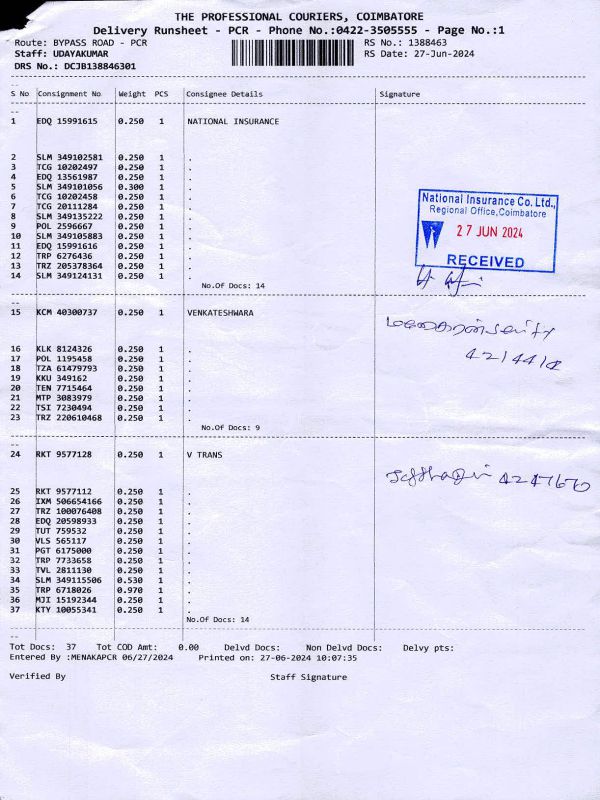 THE PROFESSIONAL COURIERS, COIMBATORE
Delivery Runsheet - PCR - Phone No.:0422-3505555 - Page No.:1
Route: BYPASS ROAD - PCR RS No.: 1388463
Staff: UDAYAKUMAR RS Date: 27-Jun-2024
DRS No.: DCJB138846301
S No Consignment No Weight PCS Consignee Details Signature
1 EDQ 15991615 0.250 1 NATIONAL INSURANCE
2 SLM 349102581 0.250 1 .
3 TCG 10202497 0.250 1 .
4 EDQ 13561987 0.250 1 .
5 SLM 349101056 0.300 1 .
6 TCG 10202458 0.250 1 .
7 TCG 20111284 0.250 1 .
8 SLM 349135222 0.250 1 .
9 POL 2596667 0.250 1 .
10 SLM 349105883 0.250 1 .
11 EDQ 15991616 0.250 1 .
12 TRP 6276436 0.250 1 .
13 TRZ 205378364 0.250 1 .
14 SLM 349124131 0.250 1 .
No.Of Docs: 14
National Insurance Co. Ltd.,
Regional Office, Coimbatore
27 JUN 2024
RECEIVED
15 KCM 40300737 0.250 1 VENKATESHWARA
16 KLK 8124326 0.250 1 .
17 POL 1195458 0.250 1 .
18 TZA 61479793 0.250 1 .
19 KKU 349162 0.250 1 .
20 TEN 7715464 0.250 1 .
21 MTP 3083979 0.250 1 .
22 TSI 7230494 0.250 1 .
23 TRZ 220610468 0.250 1 .
No.Of Docs: 9
24 RKT 9577128 0.250 1 V TRANS
4247670
25 RKT 9577112 0.250 1 .
26 IXM 506654166 0.250 1 .
27 TRZ 100076408 0.250 1 .
28 EDQ 20598933 0.250 1 .
29 TUT 759532 0.250 1 .
30 VLS 565117 0.250 1 .
31 PGT 6175000 0.250 1 .
32 TRP 7733658 0.250 1 .
33 TVL 2811130 0.250 1 .
34 SLM 349115506 0.530 1 .
35 TRP 6718026 0.970 1 .
36 MJI 15192344 0.250 1 .
37 KTY 10055341 0.250 1 .
No.Of Docs: 14
Tot Docs: 37 Tot COD Amt: 0.00 Delvd Docs: Non Delvd Docs: Delvy pts:
Entered By :MENAKAPCR 06/27/2024 Printed on: 27-06-2024 10:07:35
Verified By Staff Signature